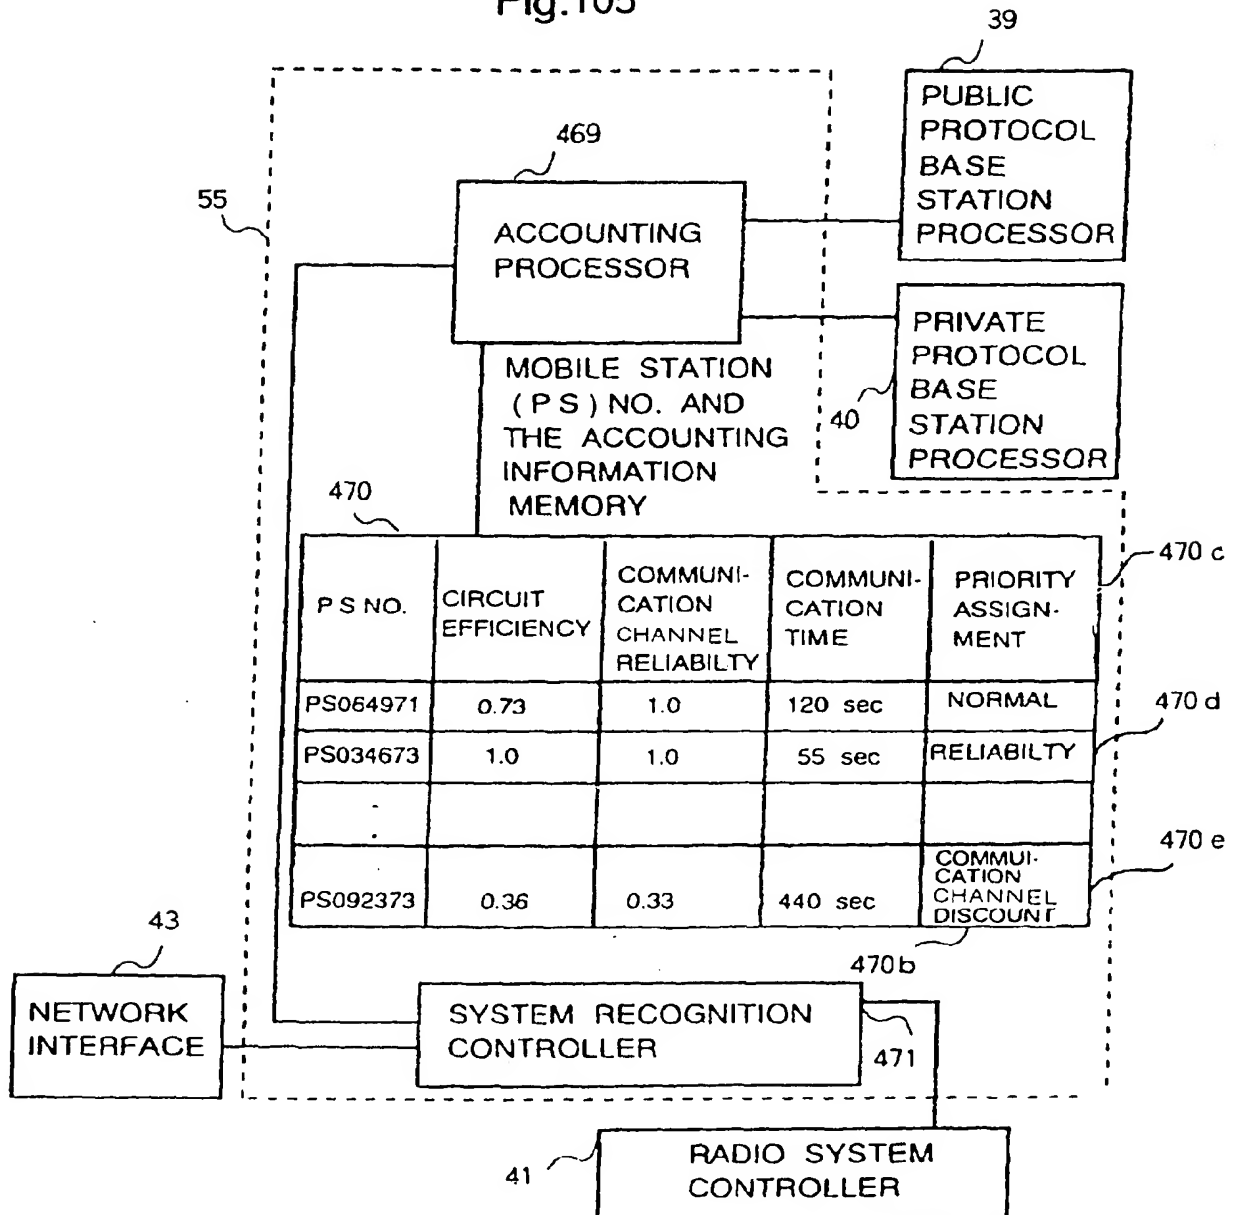 Fig.105
39
PUBLIC
PROTOCOL
BASE
STATION
PROCESSOR
469
55
ACCOUNTING
PROCESSOR
PRIVATE
PROTOCOL
BASE
STATION
PROCESSOR
40
MOBILE STATION
(PS) NO. AND
THE ACCOUNTING
INFORMATION
MEMORY
470
470 c
PS NO.
CIRCUIT
EFFICIENCY
COMMUNI-
CATION
CHANNEL
RELIABILTY
COMMUNI-
CATION
TIME
PRIORITY
ASSIGN-
MENT
PS064971 0.73 1.0 120 sec NORMAL
470 d
PS034673 1.0 1.0 55 sec RELIABILTY
470 e
PS092373 0.36 0.33 440 sec
COMMUI-
CATION
CHANNEL
DISCOUNT
470b
43
NETWORK
INTERFACE
SYSTEM RECOGNITION
CONTROLLER
471
41
RADIO SYSTEM
CONTROLLER